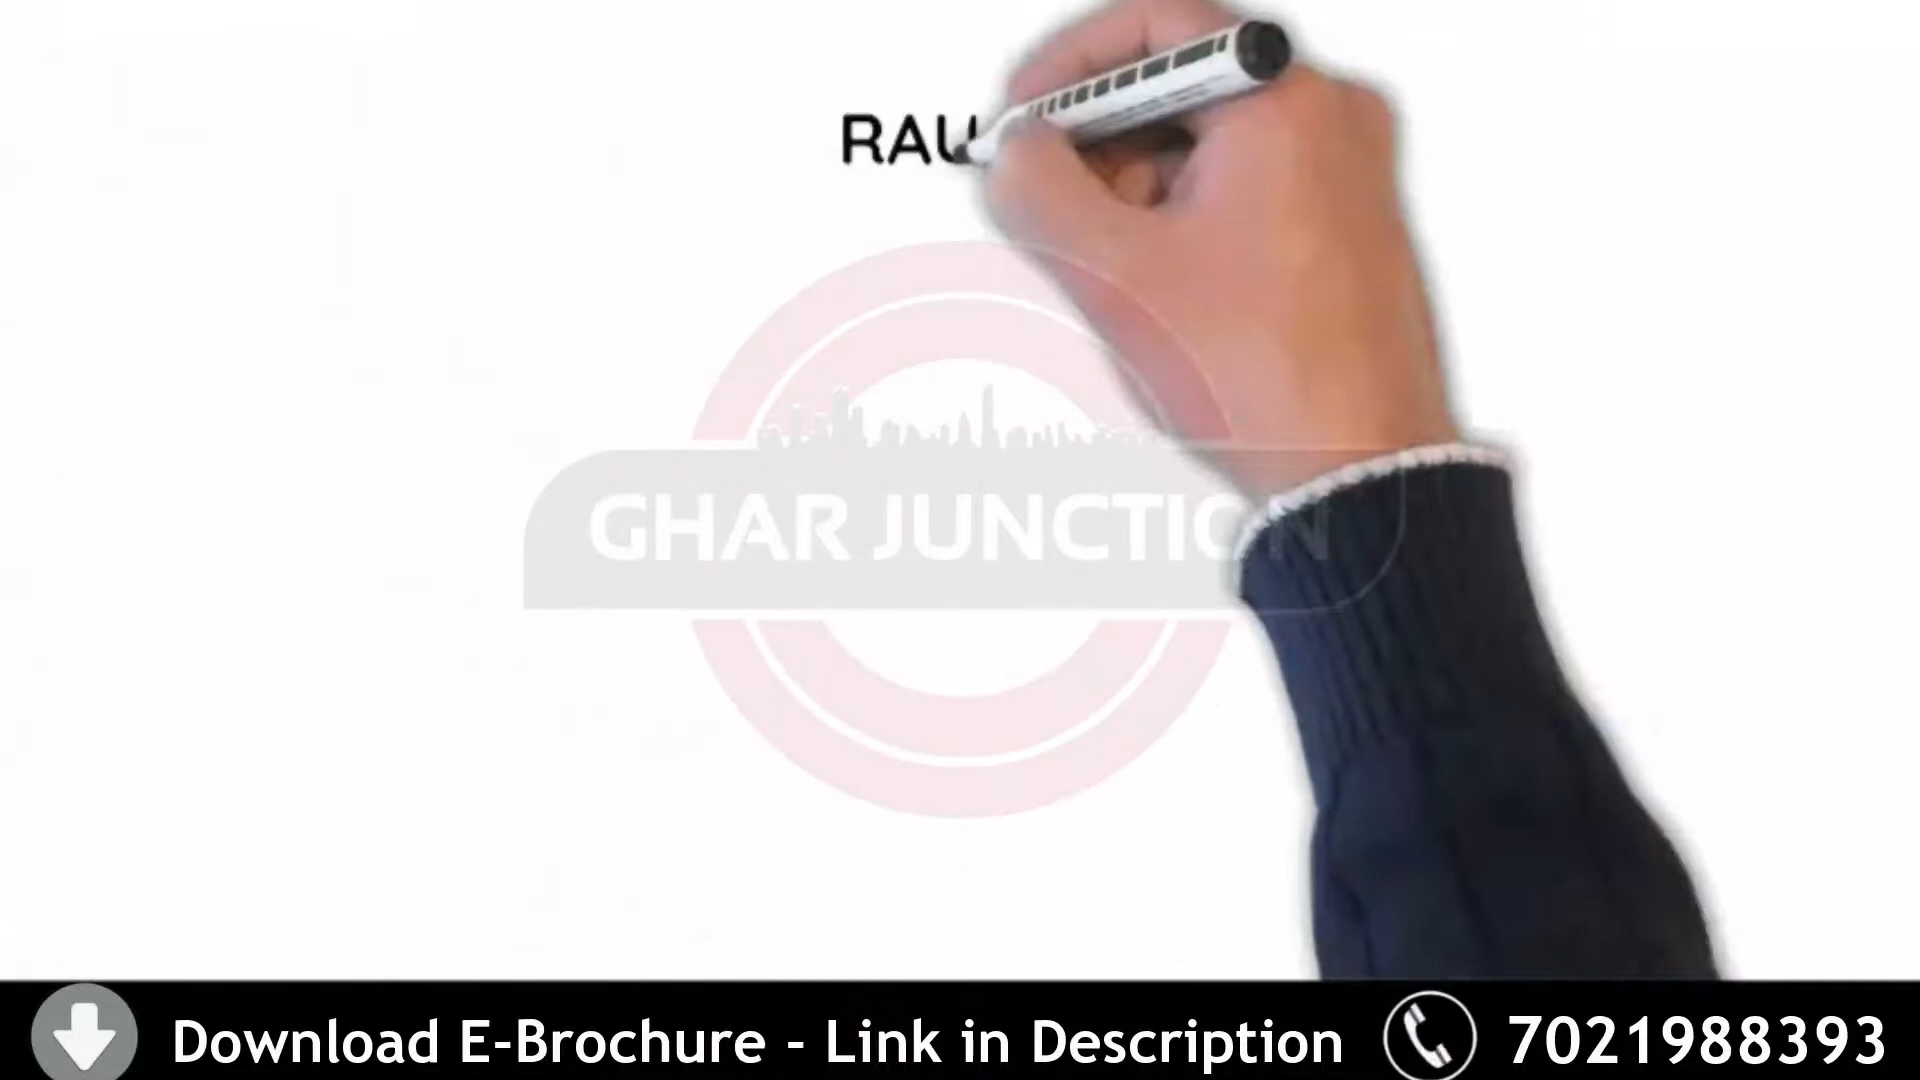 RAU
GHAR JUNCTION
Download E-Brochure - Link in Description
7021988393